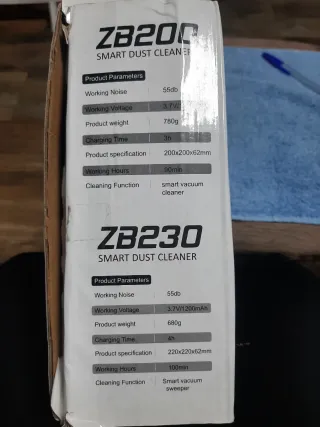 ZB200
SMART DUST CLEANER
Product Parameters
Working Noise 55db
Working Voltage 3.7V/
Product weight 780g
Charging Time 3h
Product specification 200x200x62mm
Working Hours 90min
Cleaning Function smart vacuum
cleaner
ZB230
SMART DUST CLEANER
Product Parameters
Working Noise 55db
Working Voltage 3.7V/1200mAh
Product weight 680g
Charging Time 4h
Product specification 220x220x62mm
Working Hours 100min
Cleaning Function Smart vacuum
sweeper